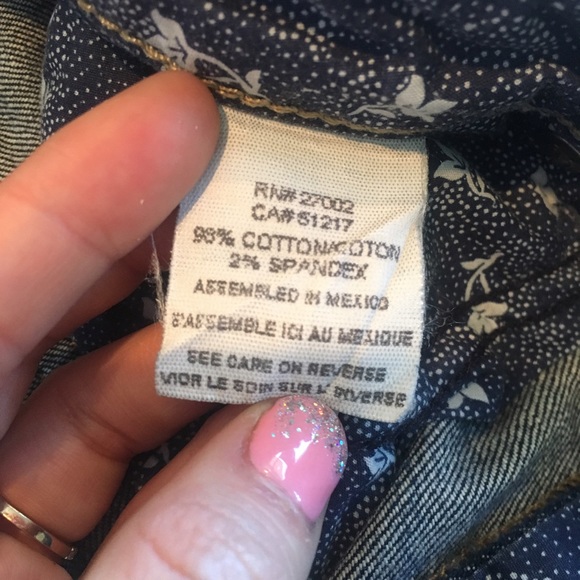 RN# 27002
CA# 51217
98% COTTON/COTON
2% SPANDEX
ASSEMBLED IN MEXICO
S'ASSEMBLE ICI AU MEXIQUE
SEE CARE ON REVERSE
VIOR LE SOIN SUR L'INVERSE